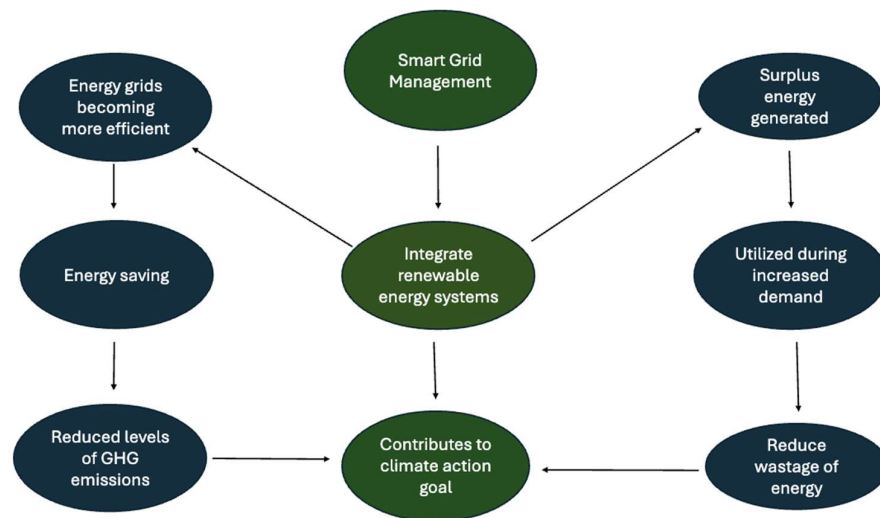 Smart Grid
Management
Energy grids
becoming
more efficient
Surplus
energy
generated
Energy saving
Integrate
renewable
energy systems
Utilized during
increased
demand
Reduced levels
of GHG
emissions
Contributes to
climate action
goal
Reduce
wastage of
energy